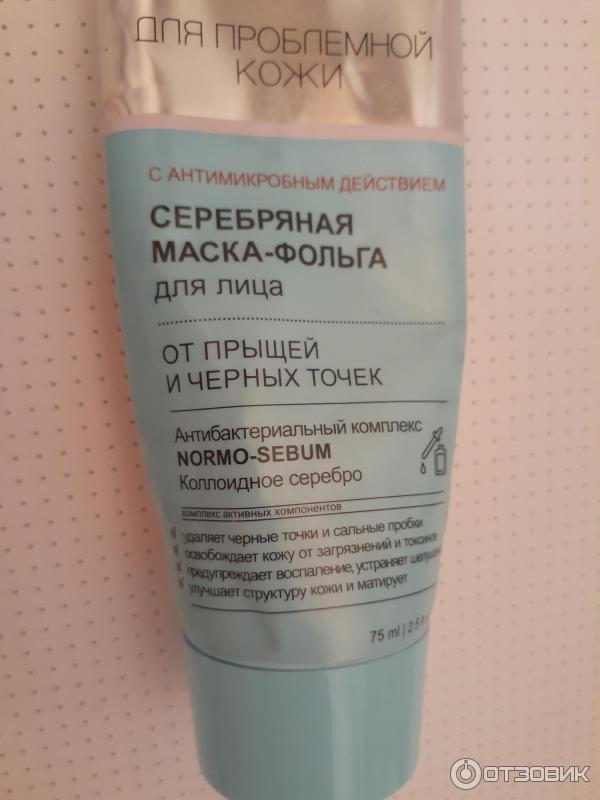 ДЛЯ ПРОБЛЕМНОЙ
КОЖИ
С АНТИМИКРОБНЫМ ДЕЙСТВИЕМ
СЕРЕБРЯНАЯ
МАСКА-ФОЛЬГА
для лица
ОТ ПРЫЩЕЙ
И ЧЕРНЫХ ТОЧЕК
Антибактериальный комплекс
NORMO-SEBUM
Коллоидное серебро
комплекс активных компонентов
удаляет черные точки и сальные пробки
освобождает кожу от загрязнений и токсинов
предупреждает воспаление, устраняет
улучшает структуру кожи и матирует
75 ml | 2.5
ОТЗОВИК